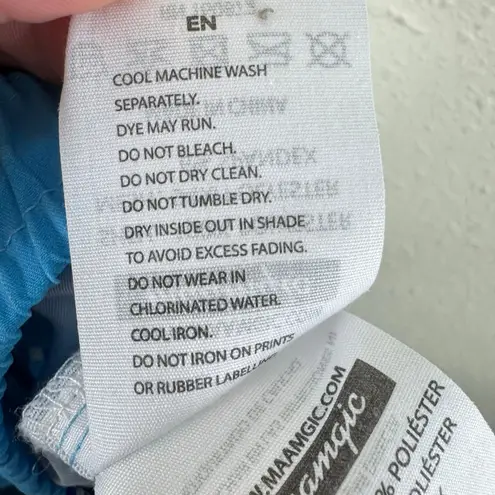 EN
COOL MACHINE WASH
SEPARATELY.
DYE MAY RUN.
DO NOT BLEACH.
DO NOT DRY CLEAN.
DO NOT TUMBLE DRY.
DRY INSIDE OUT IN SHADE
TO AVOID EXCESS FADING.
DO NOT WEAR IN
CHLORINATED WATER.
COOL IRON.
DO NOT IRON ON PRINTS
OR RUBBER
WWW.MAAMGIC.COM
amgic
% POLIÉSTER
POLYÉSTER